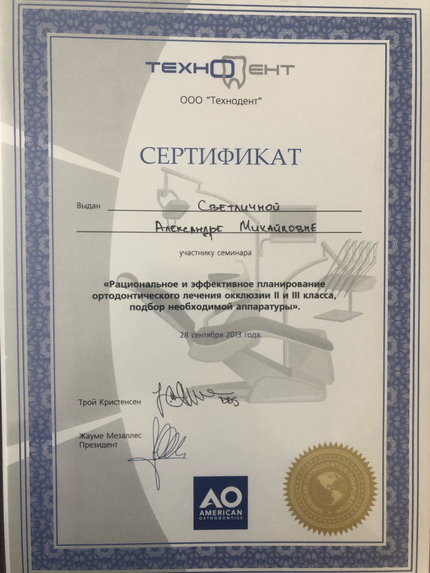 ТЕХНОДЕНТ
ООО "Технодент"
СЕРТИФИКАТ
Выдан Светличной
Александре Михайловне
участнику семинара
«Рациональное и эффективное планирование
ортодонтического лечения окклюзии II и III класса,
подбор необходимой аппаратуры».
28 сентября 2013 года.
Трой Кристенсен
DDS
Жауме Мезаллес
Президент
AO
AMERICAN
ORTHODONTICS